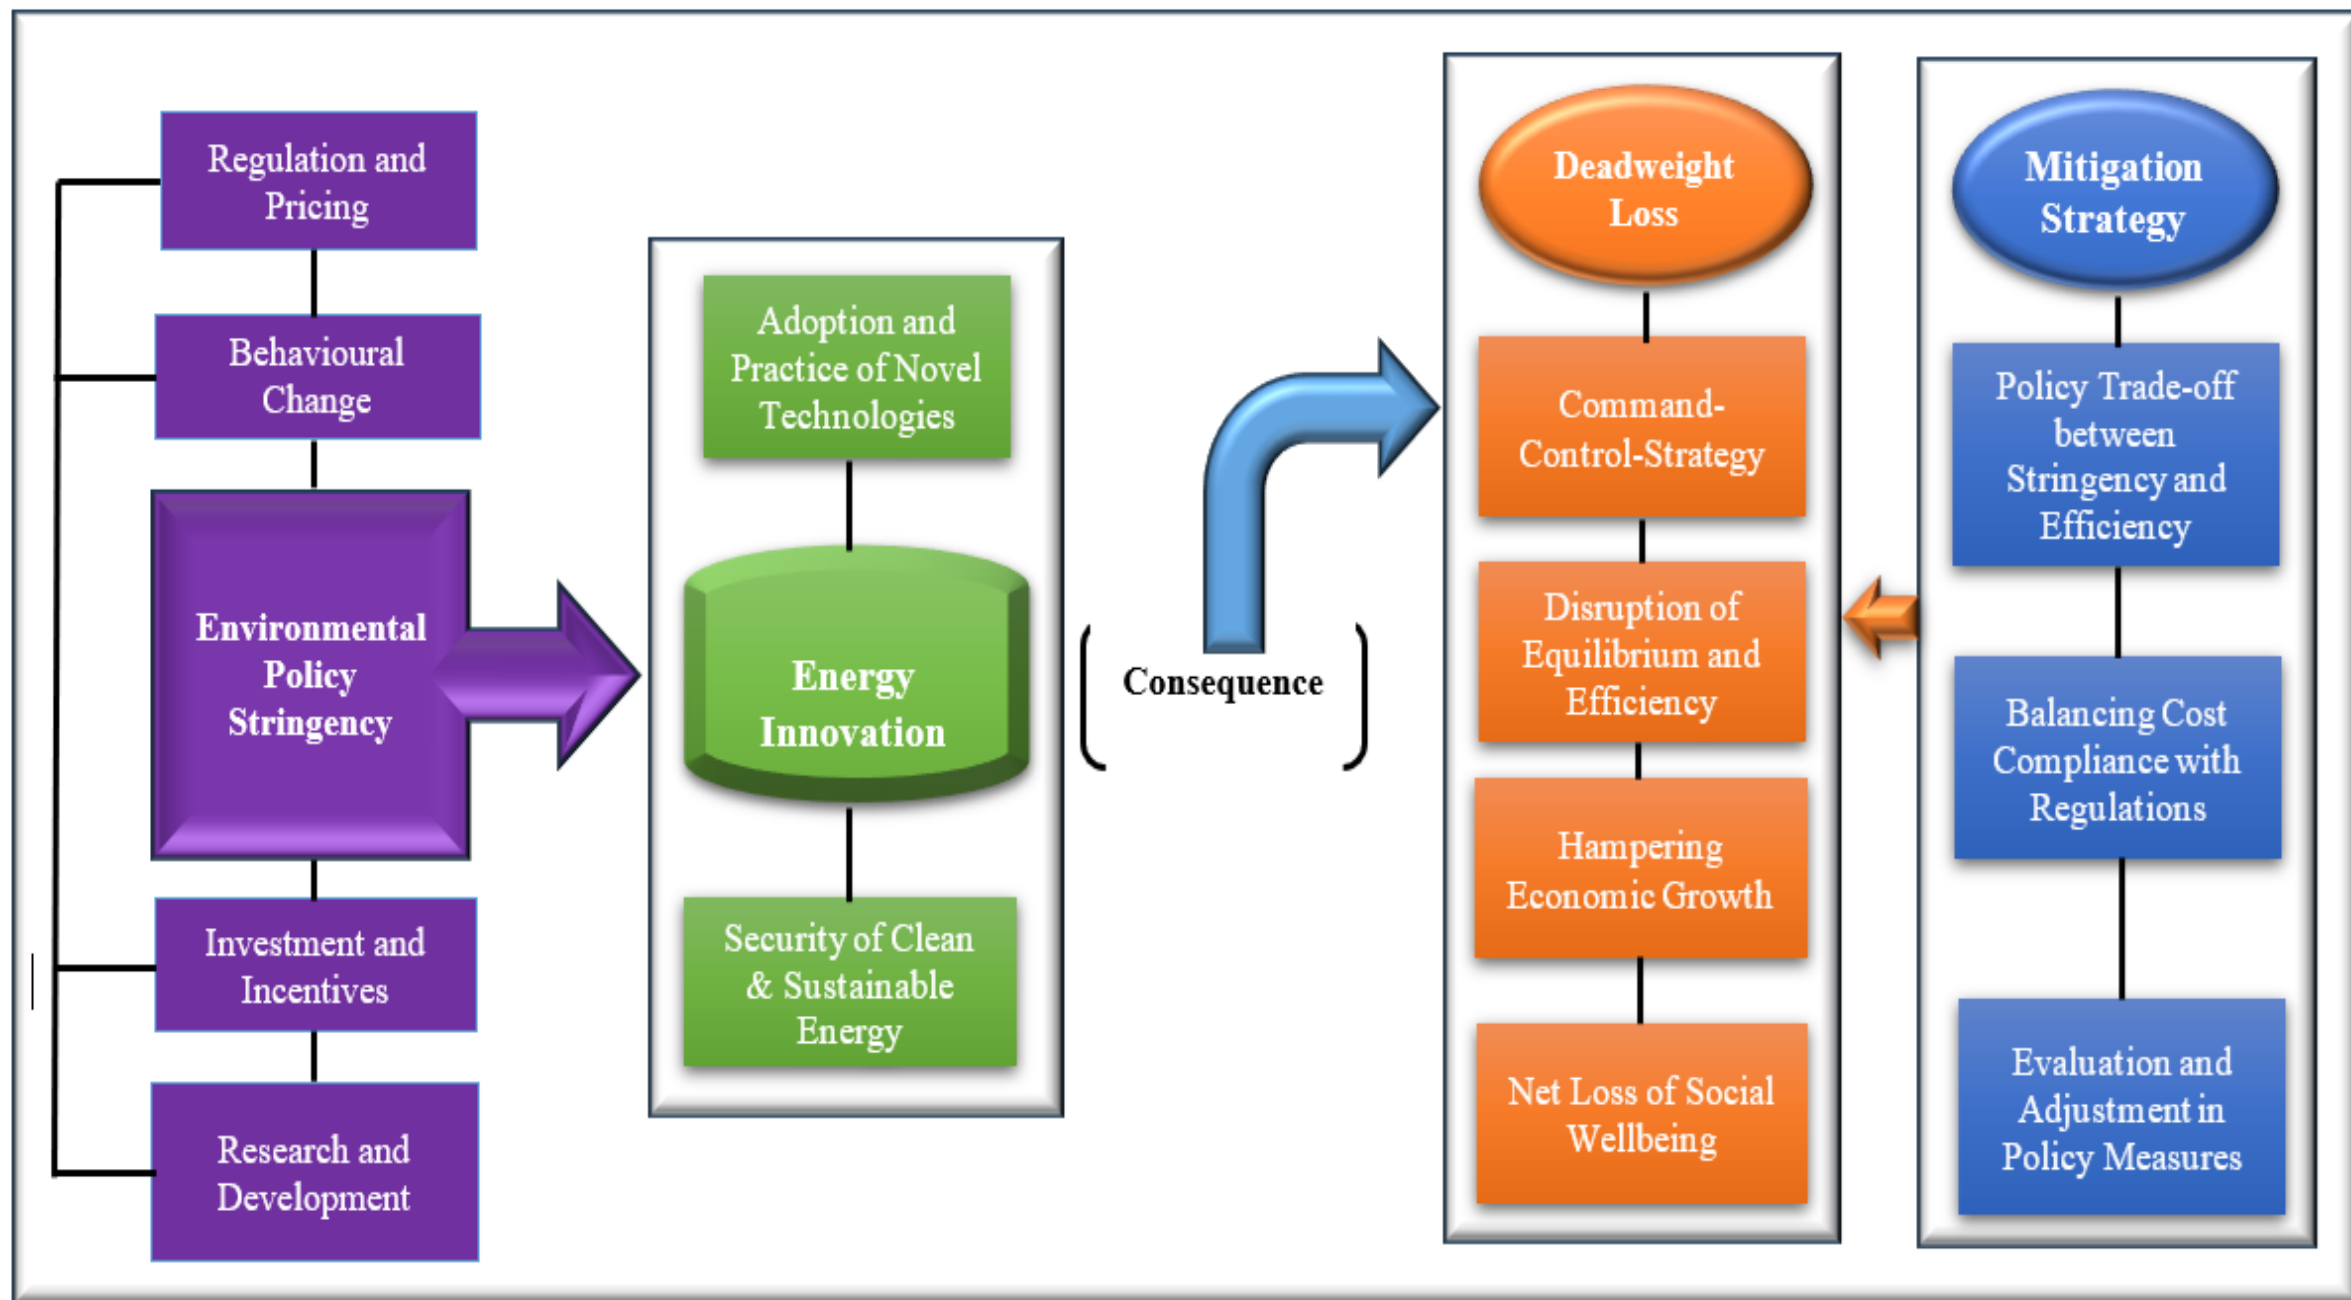 Regulation and
Pricing
Behavioural
Change
Environmental
Policy
Stringency
Investment and
Incentives
Research and
Development
Adoption and
Practice of Novel
Technologies
Energy
Innovation
Security of Clean
& Sustainable
Energy
Consequence
Deadweight
Loss
Command-
Control-Strategy
Disruption of
Equilibrium and
Efficiency
Hampering
Economic Growth
Net Loss of Social
Wellbeing
Mitigation
Strategy
Policy Trade-off
between
Stringency and
Efficiency
Balancing Cost
Compliance with
Regulations
Evaluation and
Adjustment in
Policy Measures